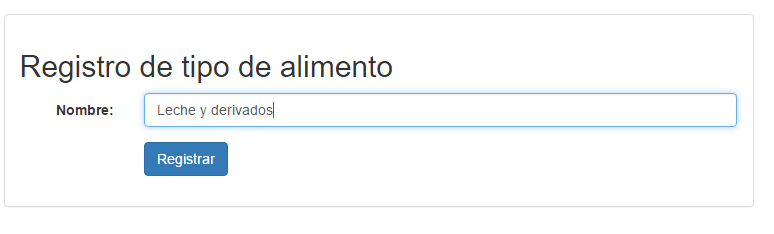 Registro de tipo de alimento
Nombre: Leche y derivados
Registrar